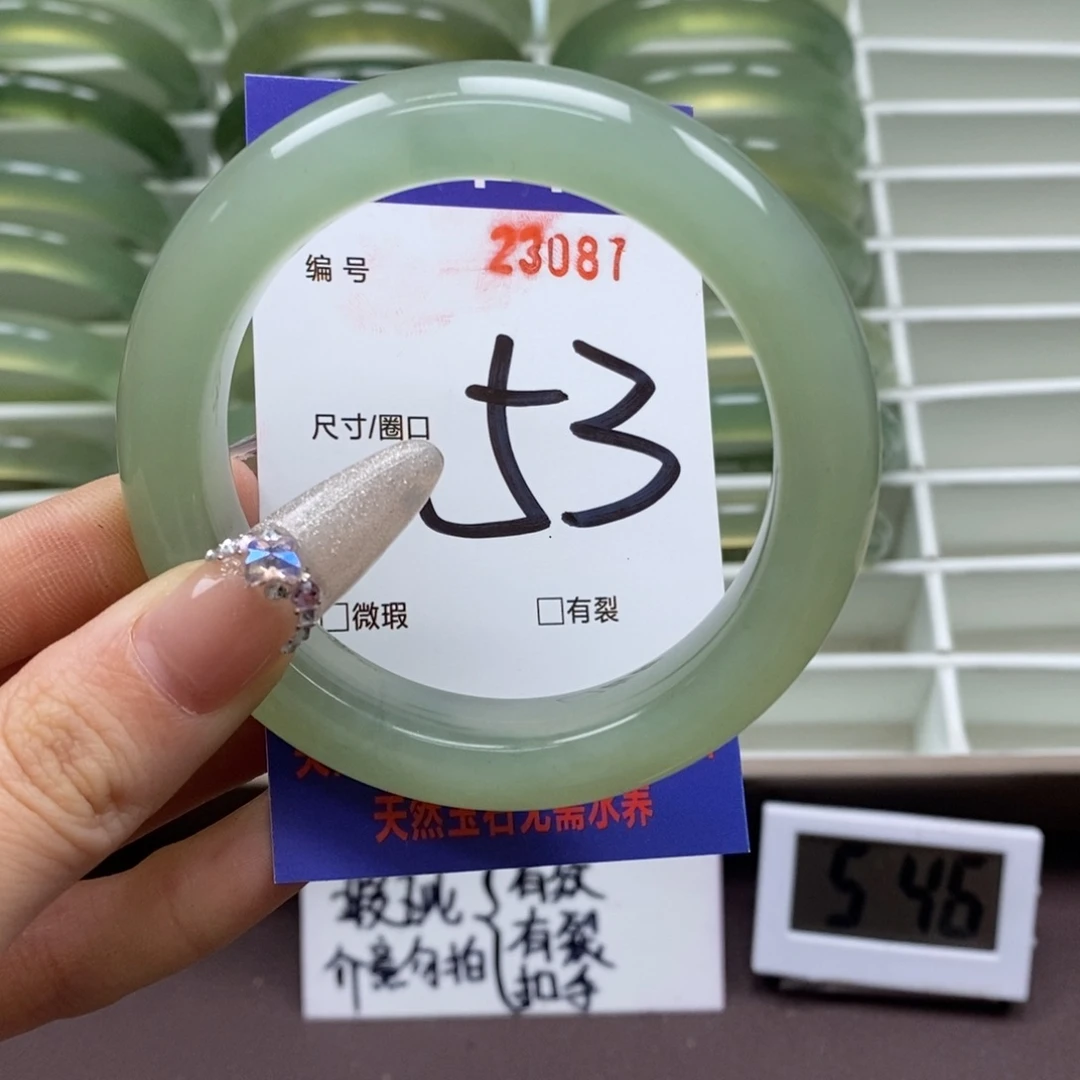 编号 23087
尺寸/圈口 53
□微瑕 □有裂
天然玉石无需水养
瑕疵 { 有纹
有裂
介意勿拍 扣手
5 46